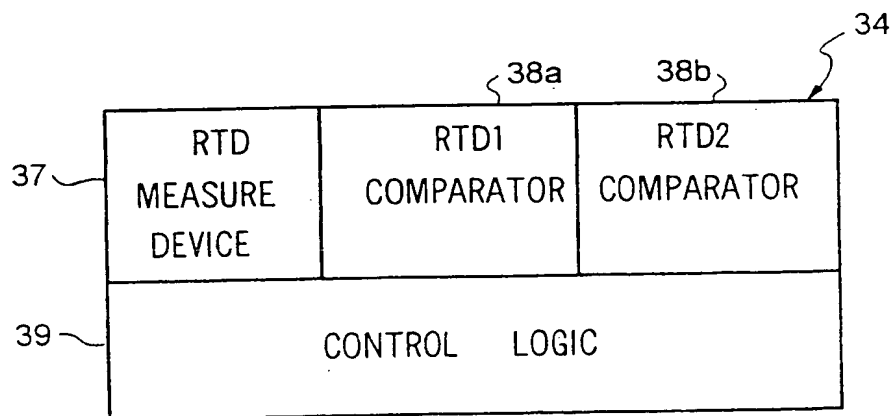 34
38a
38b
37
RTD
MEASURE
DEVICE
RTD1
COMPARATOR
RTD2
COMPARATOR
39
CONTROL LOGIC